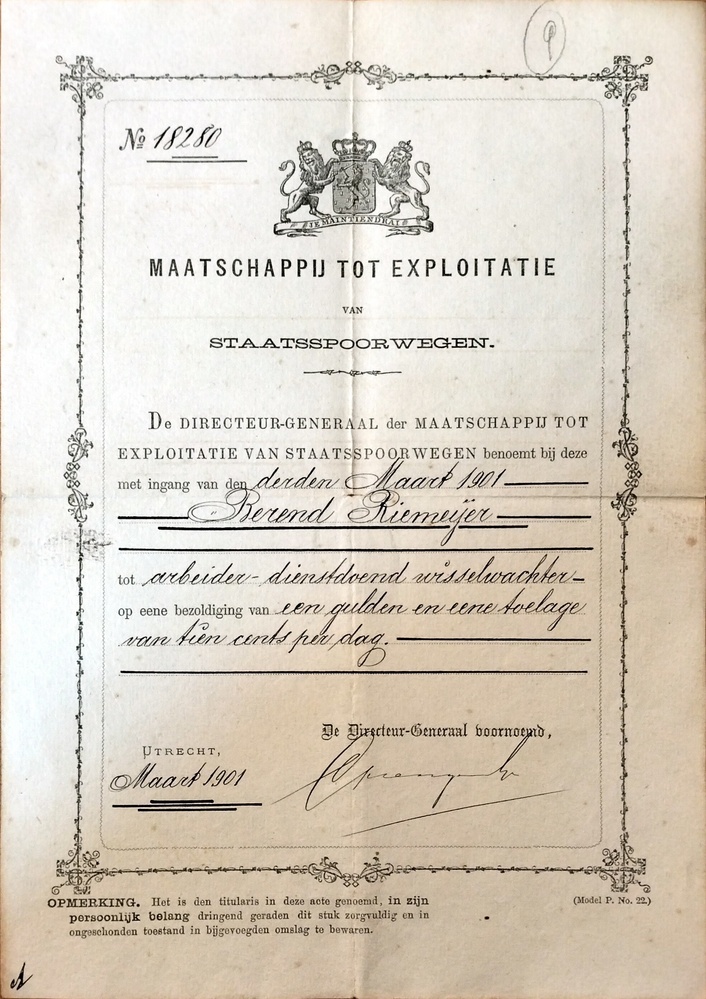 9
№ 18280
JE MAINTIENDRAI
MAATSCHAPPIJ TOT EXPLOITATIE
VAN
STAATSSPOORWEGEN.
De DIRECTEUR-GENERAAL der MAATSCHAPPIJ TOT
EXPLOITATIE VAN STAATSSPOORWEGEN benoemt bij deze
met ingang van den derden Maart 1901
Berend Riemeijer
tot arbeider-dienstdoend wisselwachter
op eene bezoldiging van een gulden en eene toelage
van tien cents per dag.
De Directeur-Generaal voornoemd,
UTRECHT,
Maart 1901
OPMERKING. Het is den titularis in deze acte genoemd, in zijn
persoonlijk belang dringend geraden dit stuk zorgvuldig en in
ongeschonden toestand in bijgevoegden omslag te bewaren.
(Model P. No. 22.)